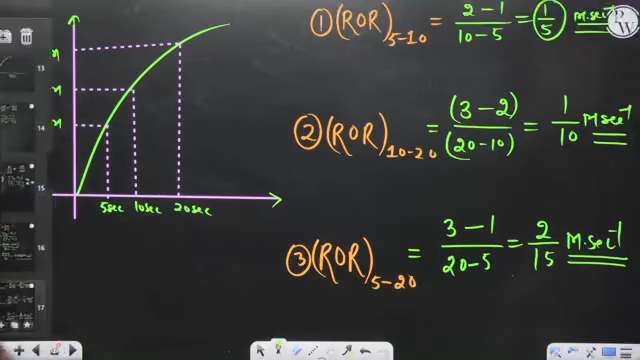 ① (ROR)5-10 = 2 - 1 / 10 - 5 = 1/5 M sec⁻¹
② (ROR)10-20 = (3 - 2) / (20 - 10) = 1/10 M sec⁻¹
③ (ROR)5-20 = 3 - 1 / 20 - 5 = 2/15 M sec⁻¹
5sec 10sec 20sec
13
14
15
16
17